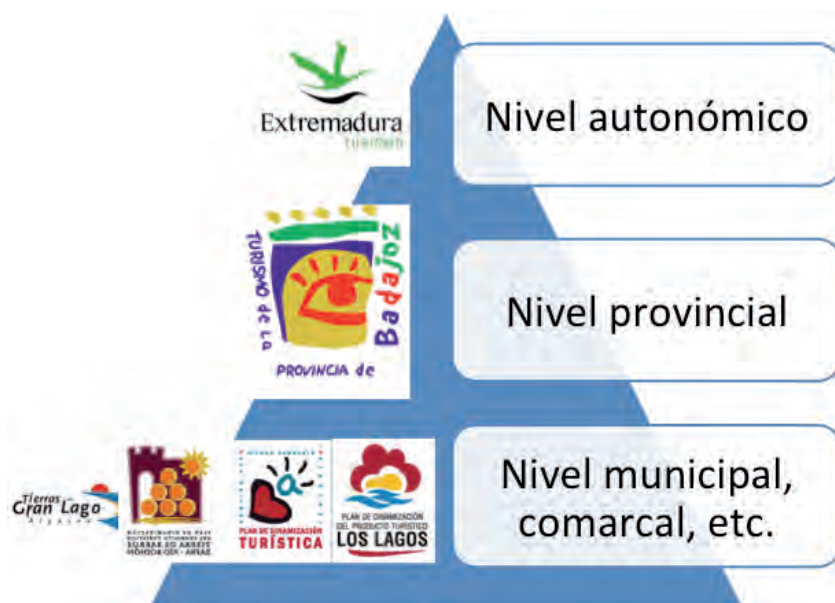 Extremadura
TURISMO
Nivel autonómico
TURISMO de la
PROVINCIA de
Badajoz
Nivel provincial
Tierras
Gran Lago
PLAN DE DINAMIZACIÓN
TURÍSTICA
PLAN DE DINAMIZACIÓN
DEL PRODUCTO TURÍSTICO
LOS LAGOS
Nivel municipal,
comarcal, etc.